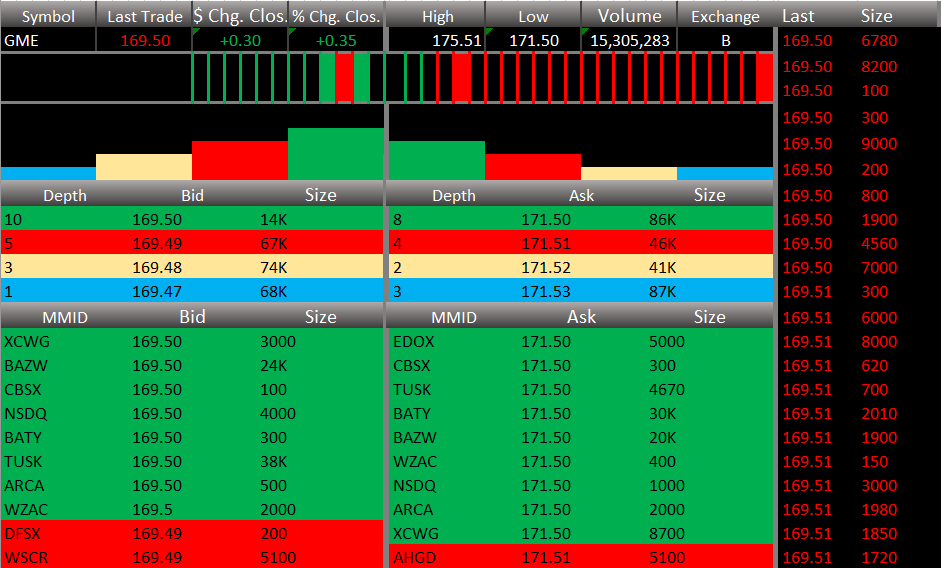 Symbol Last Trade $ Chg. Clos. % Chg. Clos. High Low Volume Exchange Last Size
GME 169.50 +0.30 +0.35 175.51 171.50 15,305,283 B 169.50 6780
169.50 8200
169.50 100
169.50 300
169.50 9000
169.50 200
Depth Bid Size Depth Ask Size 169.50 800
10 169.50 14K 8 171.50 86K 169.50 1900
5 169.49 67K 4 171.51 46K 169.50 4560
3 169.48 74K 2 171.52 41K 169.50 7000
1 169.47 68K 3 171.53 87K 169.51 300
MMID Bid Size MMID Ask Size 169.51 6000
XCWG 169.50 3000 EDOX 171.50 5000 169.51 8000
BAZW 169.50 24K CBSX 171.50 300 169.51 620
CBSX 169.50 100 TUSK 171.50 4670 169.51 700
NSDQ 169.50 4000 BATY 171.50 30K 169.51 2010
BATY 169.50 300 BAZW 171.50 20K 169.51 1900
TUSK 169.50 38K WZAC 171.50 400 169.51 150
ARCA 169.50 500 NSDQ 171.50 1000 169.51 3000
WZAC 169.5 2000 ARCA 171.50 2000 169.51 1980
DFSX 169.49 200 XCWG 171.50 8700 169.51 1850
WSCR 169.49 5100 AHGD 171.51 5100 169.51 1720